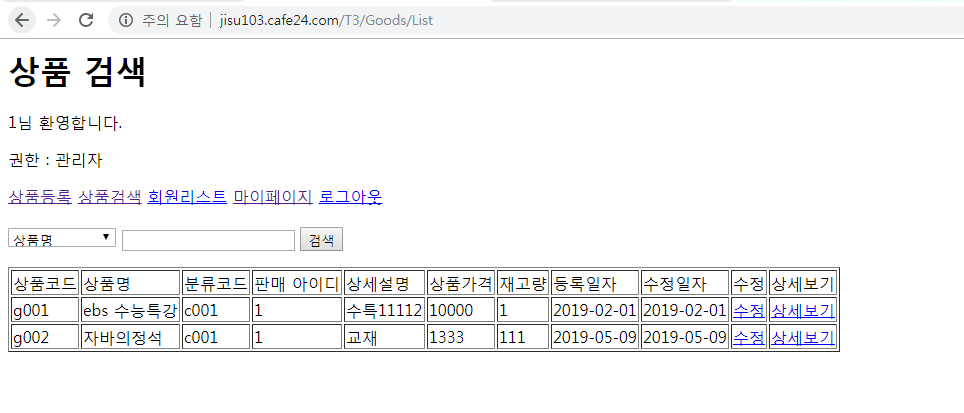 주의 요함 | jisu103.cafe24.com/T3/Goods/List
상품 검색
1님 환영합니다.
권한 : 관리자
상품등록 상품검색 회원리스트 마이페이지 로그아웃
상품명 검색
상품코드 상품명 분류코드 판매 아이디 상세설명 상품가격 재고량 등록일자 수정일자 수정 상세보기
g001 ebs 수능특강 c001 1 수특11112 10000 1 2019-02-01 2019-02-01 수정 상세보기
g002 자바의정석 c001 1 교재 1333 111 2019-05-09 2019-05-09 수정 상세보기